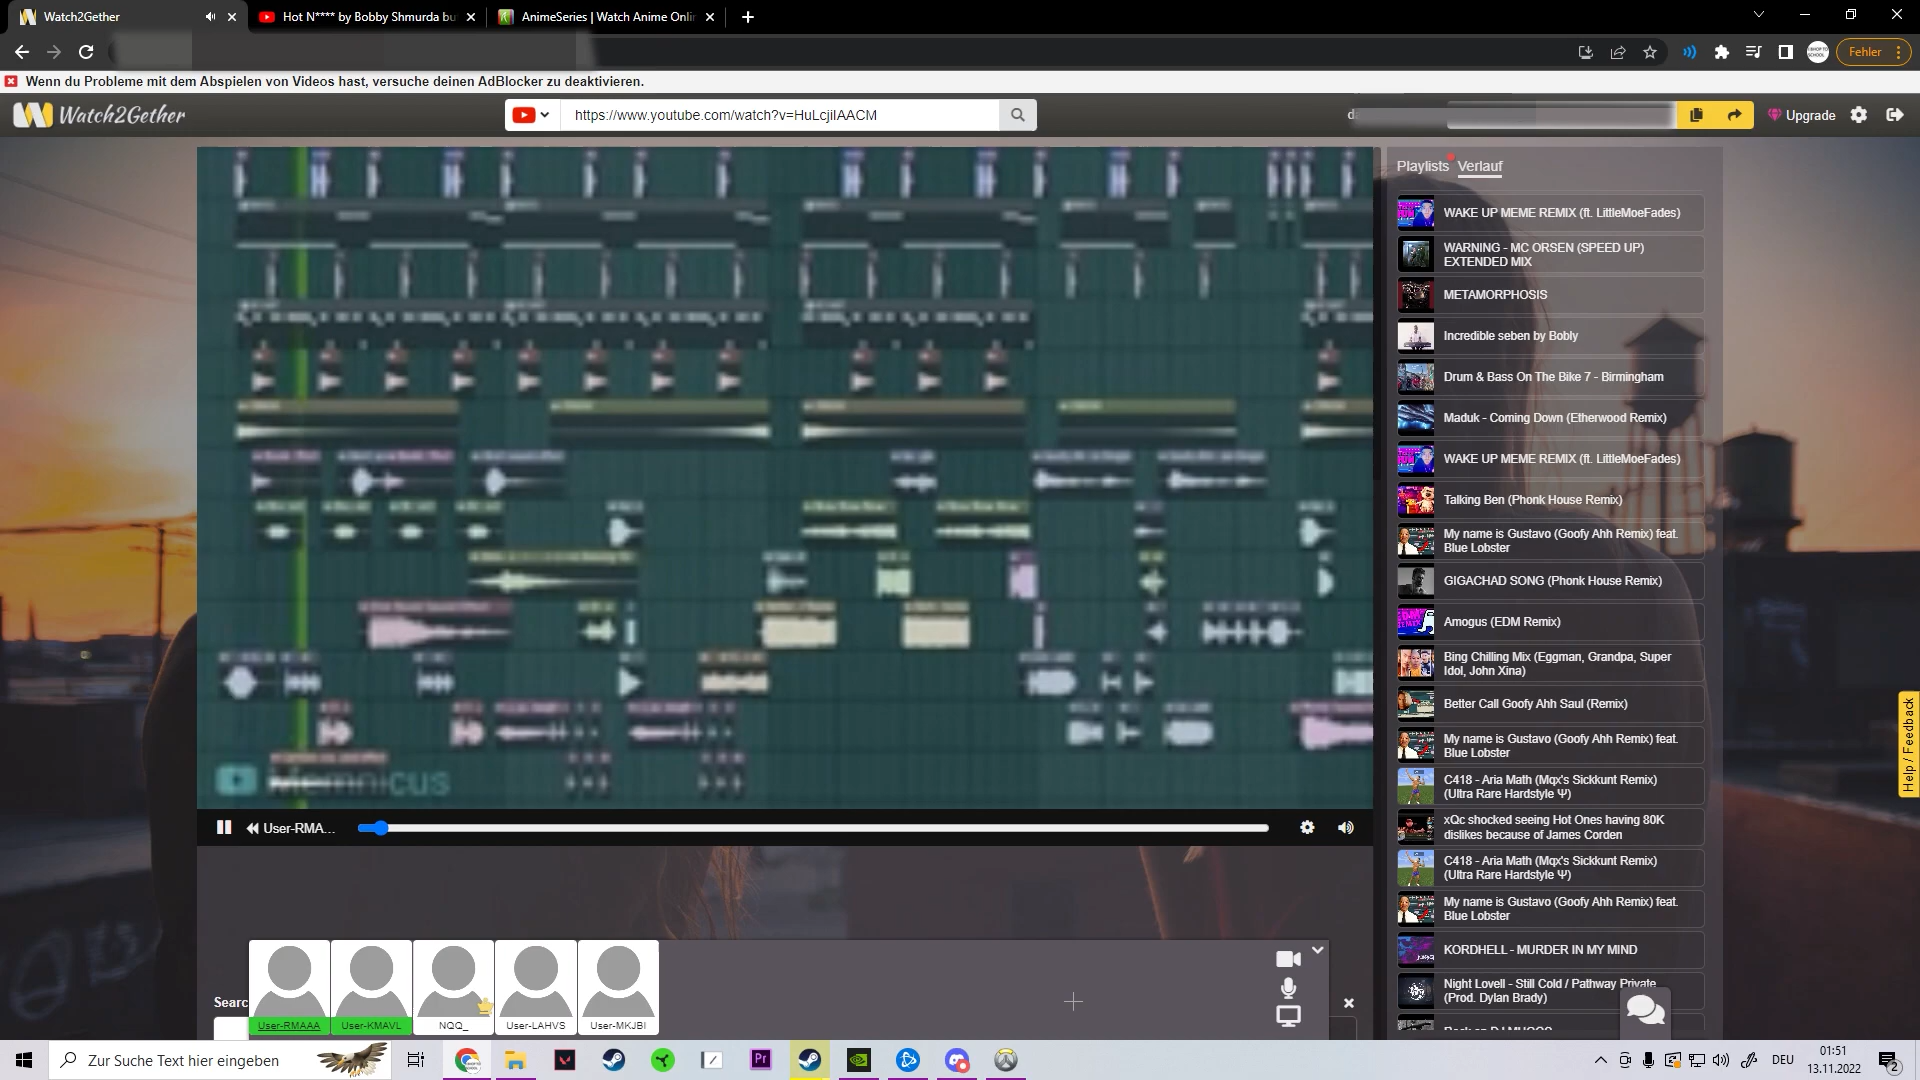 Watch2Gether
Hot N**** by Bobby Shmurda bu
AnimeSeries | Watch Anime Onlin
Fehler
Wenn du Probleme mit dem Abspielen von Videos hast, versuche deinen AdBlocker zu deaktivieren.
Watch2Gether
https://www.youtube.com/watch?v=HuLcjilAACM
Upgrade
Playlists Verlauf
WAKE UP MEME REMIX (ft. LittleMoeFades)
WARNING - MC ORSEN (SPEED UP)
EXTENDED MIX
METAMORPHOSIS
Incredible seben by Bobly
Drum & Bass On The Bike 7 - Birmingham
Maduk - Coming Down (Etherwood Remix)
WAKE UP MEME REMIX (ft. LittleMoeFades)
Talking Ben (Phonk House Remix)
My name is Gustavo (Goofy Ahh Remix) feat.
Blue Lobster
GIGACHAD SONG (Phonk House Remix)
Amogus (EDM Remix)
Bing Chilling Mix (Eggman, Grandpa, Super
Idol, John Xina)
Better Call Goofy Ahh Saul (Remix)
My name is Gustavo (Goofy Ahh Remix) feat.
Blue Lobster
C418 - Aria Math (Mqx's Sickkunt Remix)
(Ultra Rare Hardstyle Ψ)
xQc shocked seeing Hot Ones having 80K
dislikes because of James Corden
C418 - Aria Math (Mqx's Sickkunt Remix)
(Ultra Rare Hardstyle Ψ)
My name is Gustavo (Goofy Ahh Remix) feat.
Blue Lobster
KORDHELL - MURDER IN MY MIND
Night Lovell - Still Cold / Pathway Private
(Prod. Dylan Brady)
Help / Feedback
Memnicus
User-RMA...
Searc
User-RMAAA
User-KMAVL
NQQ_
User-LAHVS
User-MKJBI
Zur Suche Text hier eingeben
Pr
DEU
01:51
13.11.2022
2